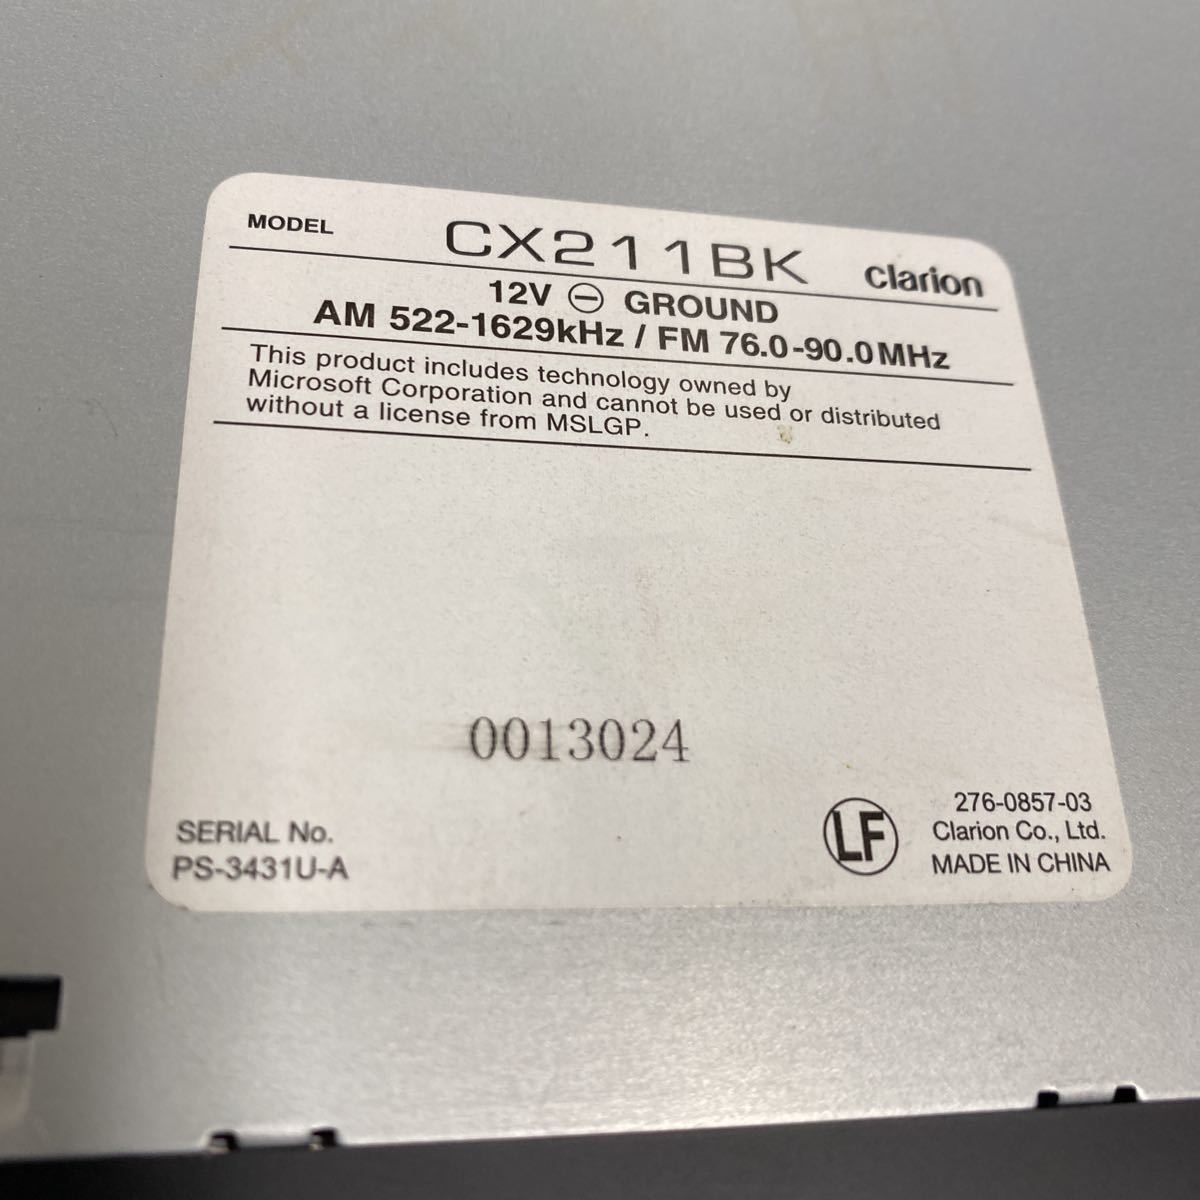 MODEL CX211BK Clarion
12V ⊖ GROUND
AM 522-1629kHz / FM 76.0-90.0MHz
This product includes technology owned by
Microsoft Corporation and cannot be used or distributed
without a license from MSLGP.
0013024
SERIAL No.
PS-3431U-A
LF
276-0857-03
Clarion Co., Ltd.
MADE IN CHINA